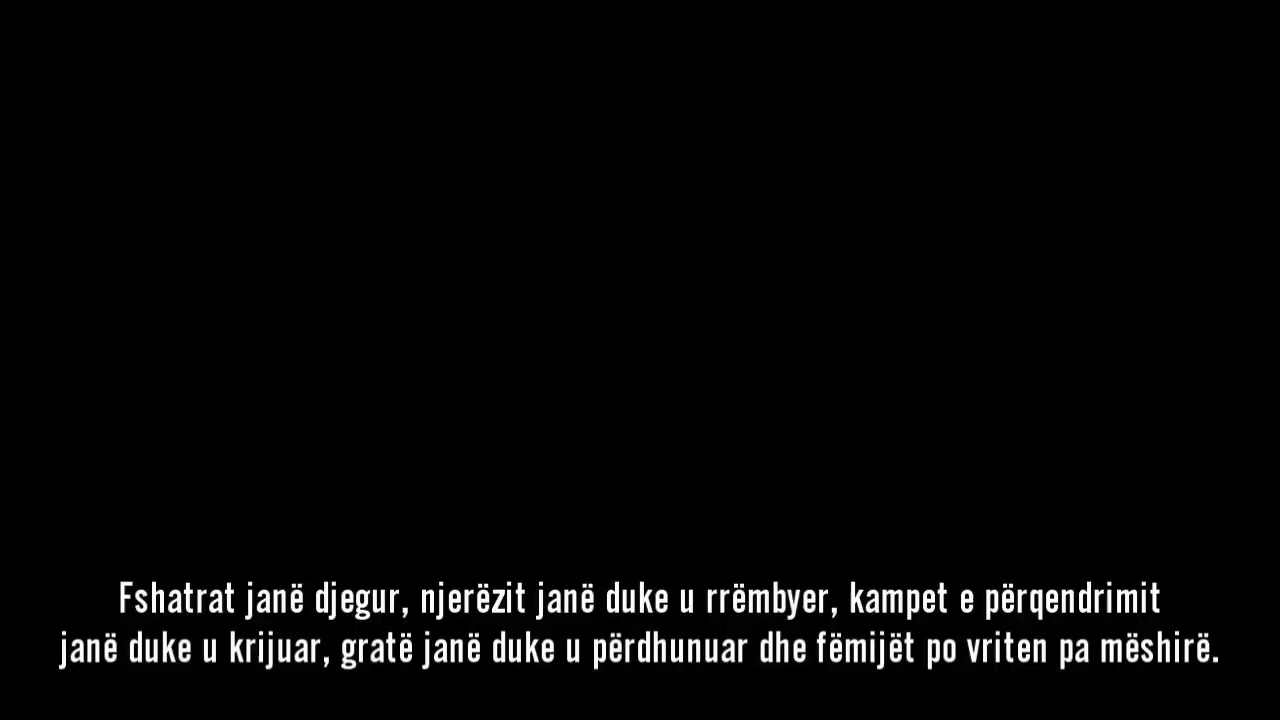 Fshatrat janë djegur, njerëzit janë duke u rrëmbyer, kampet e përqendrimit
janë duke u krijuar, gratë janë duke u përdhunuar dhe fëmijët po vriten pa mëshirë.